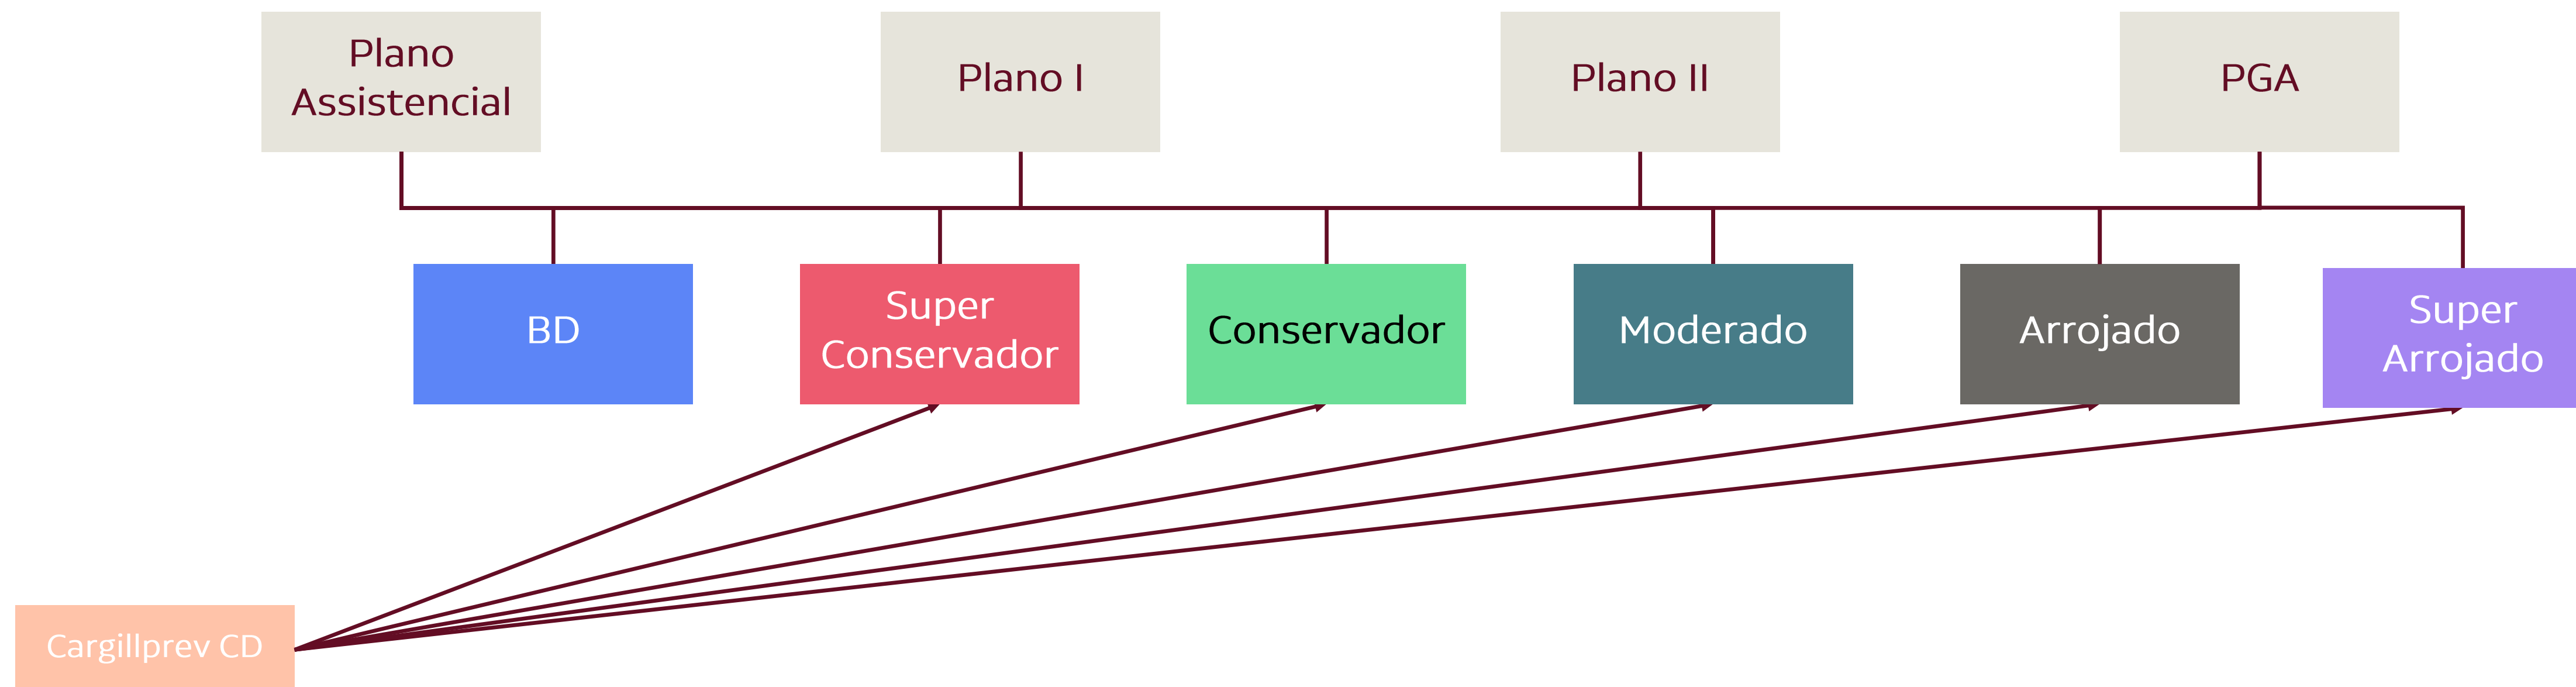 Plano
Assistencial
Plano I
Plano II
PGA
BD
Super
Conservador
Conservador
Moderado
Arrojado
Super
Arrojado
Cargillprev CD